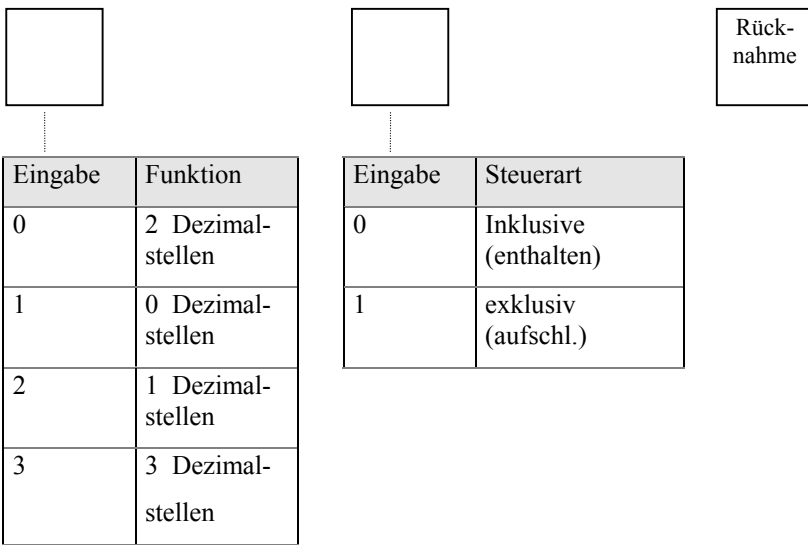 Rück-
nahme
Eingabe Funktion
0 2 Dezimal-
stellen
1 0 Dezimal-
stellen
2 1 Dezimal-
stellen
3 3 Dezimal-
stellen
Eingabe Steuerart
0 Inklusive
(enthalten)
1 exklusiv
(aufschl.)